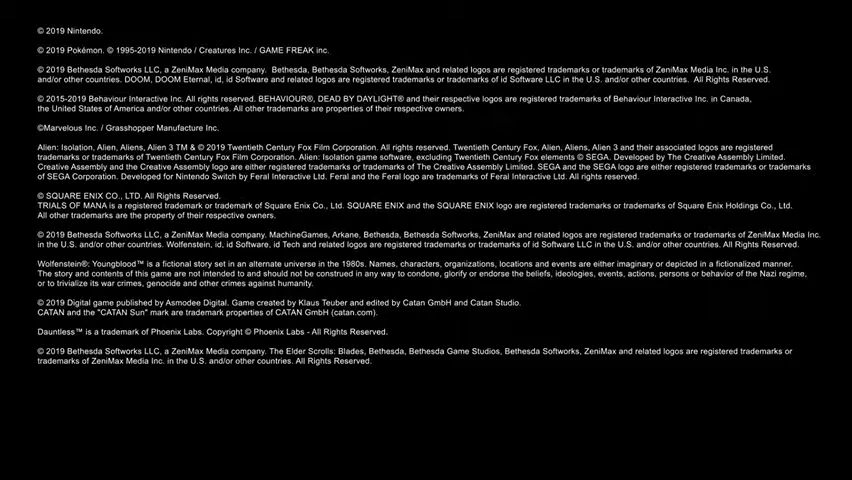 © 2019 Nintendo.
© 2019 Pokémon. © 1995-2019 Nintendo / Creatures Inc. / GAME FREAK inc.
© 2019 Bethesda Softworks LLC, a ZeniMax Media company.  Bethesda, Bethesda Softworks, ZeniMax and related logos are registered trademarks or trademarks of ZeniMax Media Inc. in the U.S.
and/or other countries. DOOM, DOOM Eternal, id, id Software and related logos are registered trademarks or trademarks of id Software LLC in the U.S. and/or other countries.  All Rights Reserved.
© 2015-2019 Behaviour Interactive Inc. All rights reserved. BEHAVIOUR®, DEAD BY DAYLIGHT® and their respective logos are registered trademarks of Behaviour Interactive Inc. in Canada,
the United States of America and/or other countries. All other trademarks are properties of their respective owners.
©Marvelous Inc. / Grasshopper Manufacture Inc.
Alien: Isolation, Alien, Aliens, Alien 3 TM & © 2019 Twentieth Century Fox Film Corporation. All rights reserved. Twentieth Century Fox, Alien, Aliens, Alien 3 and their associated logos are registered
trademarks or trademarks of Twentieth Century Fox Film Corporation. Alien: Isolation game software, excluding Twentieth Century Fox elements © SEGA. Developed by The Creative Assembly Limited.
Creative Assembly and the Creative Assembly logo are either registered trademarks or trademarks of The Creative Assembly Limited. SEGA and the SEGA logo are either registered trademarks or trademarks
of SEGA Corporation. Developed for Nintendo Switch by Feral Interactive Ltd. Feral and the Feral logo are trademarks of Feral Interactive Ltd. All rights reserved.
© SQUARE ENIX CO., LTD. All Rights Reserved.
TRIALS OF MANA is a registered trademark or trademark of Square Enix Co., Ltd. SQUARE ENIX and the SQUARE ENIX logo are registered trademarks or trademarks of Square Enix Holdings Co., Ltd.
All other trademarks are the property of their respective owners.
© 2019 Bethesda Softworks LLC, a ZeniMax Media company. MachineGames, Arkane, Bethesda, Bethesda Softworks, ZeniMax and related logos are registered trademarks or trademarks of ZeniMax Media Inc.
in the U.S. and/or other countries. Wolfenstein, id, id Software, id Tech and related logos are registered trademarks or trademarks of id Software LLC in the U.S. and/or other countries. All Rights Reserved.
Wolfenstein®: Youngblood™ is a fictional story set in an alternate universe in the 1980s. Names, characters, organizations, locations and events are either imaginary or depicted in a fictionalized manner.
The story and contents of this game are not intended to and should not be construed in any way to condone, glorify or endorse the beliefs, ideologies, events, actions, persons or behavior of the Nazi regime,
or to trivialize its war crimes, genocide and other crimes against humanity.
© 2019 Digital game published by Asmodee Digital. Game created by Klaus Teuber and edited by Catan GmbH and Catan Studio.
CATAN and the "CATAN Sun" mark are trademark properties of CATAN GmbH (catan.com).
Dauntless™ is a trademark of Phoenix Labs. Copyright © Phoenix Labs - All Rights Reserved.
© 2019 Bethesda Softworks LLC, a ZeniMax Media company. The Elder Scrolls: Blades, Bethesda, Bethesda Game Studios, Bethesda Softworks, ZeniMax and related logos are registered trademarks or
trademarks of ZeniMax Media Inc. in the U.S. and/or other countries. All Rights Reserved.